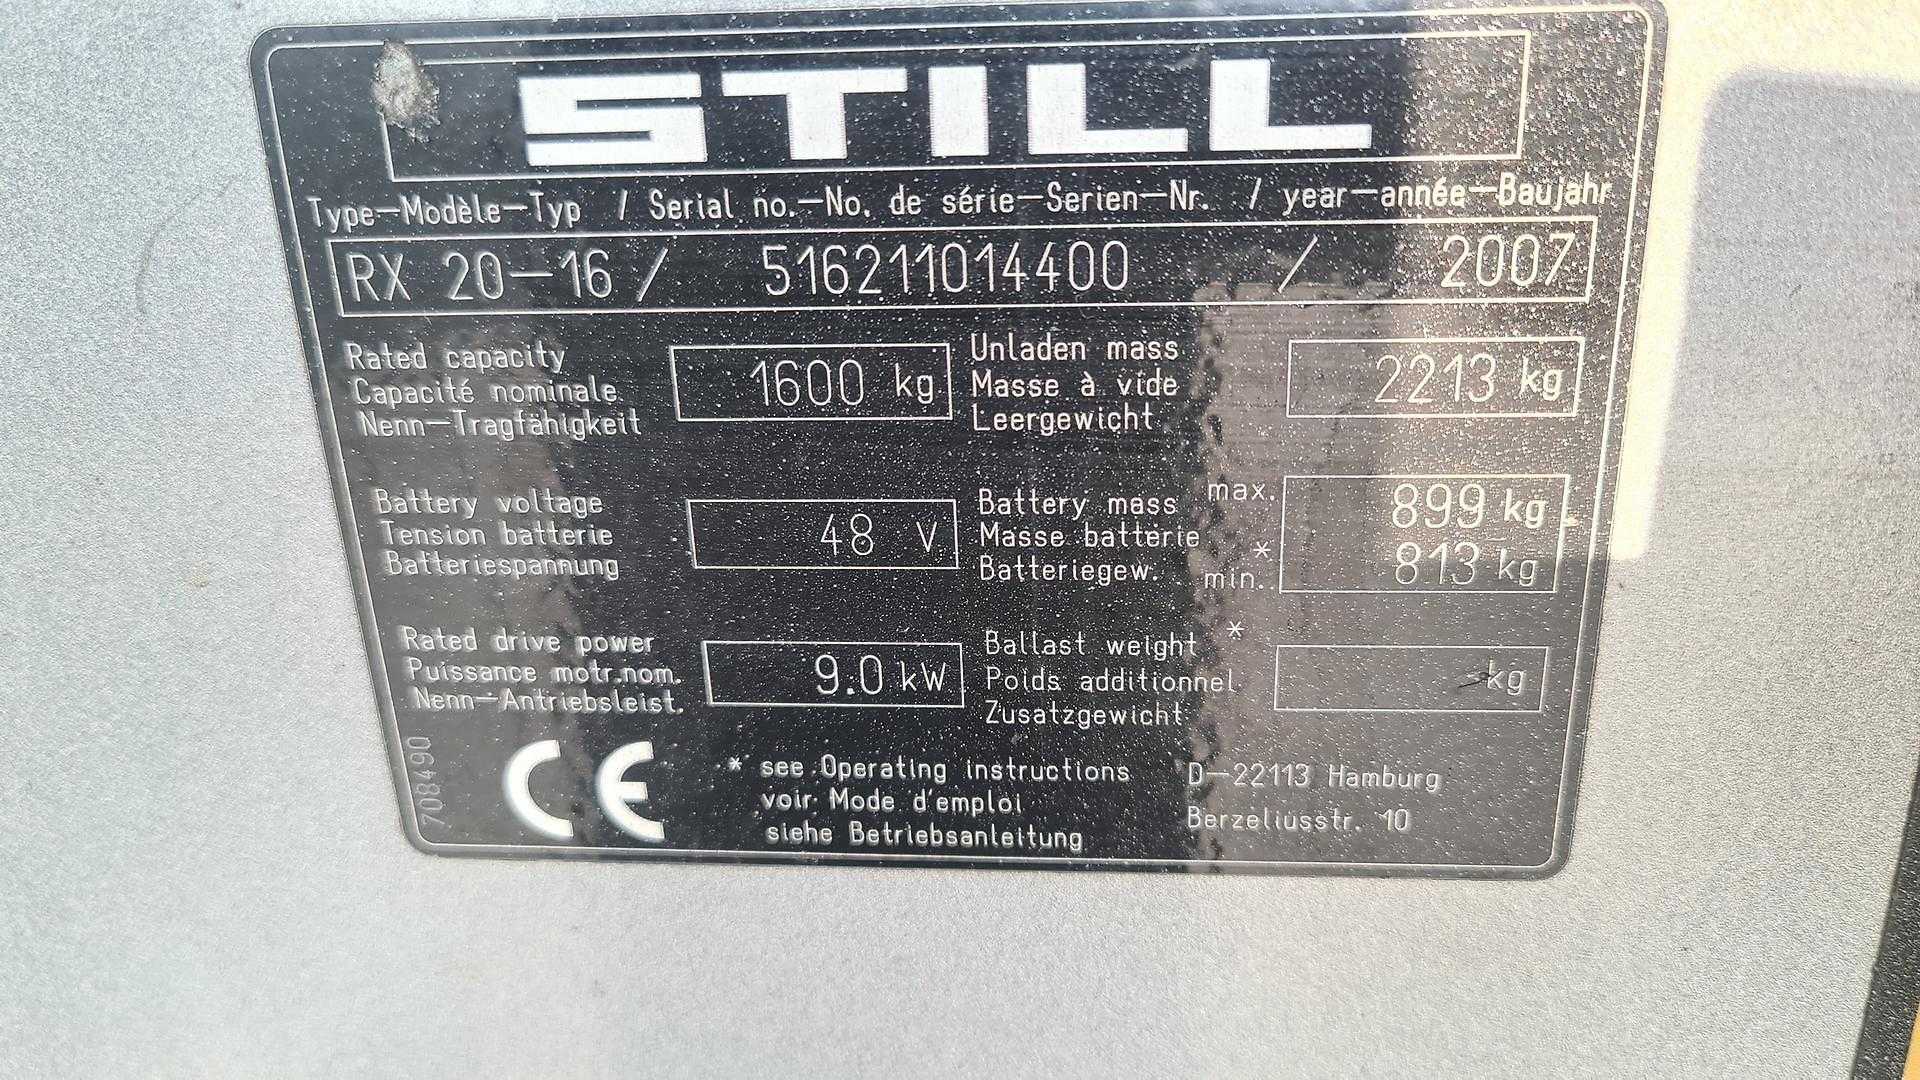 STILL
Type-Modèle-Typ / Serial no.-No. de série-Serien-Nr. / year-année-Baujahr
RX 20-16 / 516211014400 / 2007
Rated capacity
Capacité nominale
Nenn-Tragfähigkeit
1600 kg
Unladen mass
Masse à vide
Leergewicht
2213 kg
Battery voltage
Tension batterie
Batteriespannung
48 V
Battery mass
Masse batterie
Batteriegew.
max. 899 kg
* min. 813 kg
Rated drive power
Puissance motr.nom.
Nenn-Antriebsleist.
9.0 kW
Ballast weight *
Poids additionnel
Zusatzgewicht
- kg
708490
CE
* see Operating instructions
voir Mode d'emploi
siehe Betriebsanleitung
D-22113 Hamburg
Berzeliusstr. 10